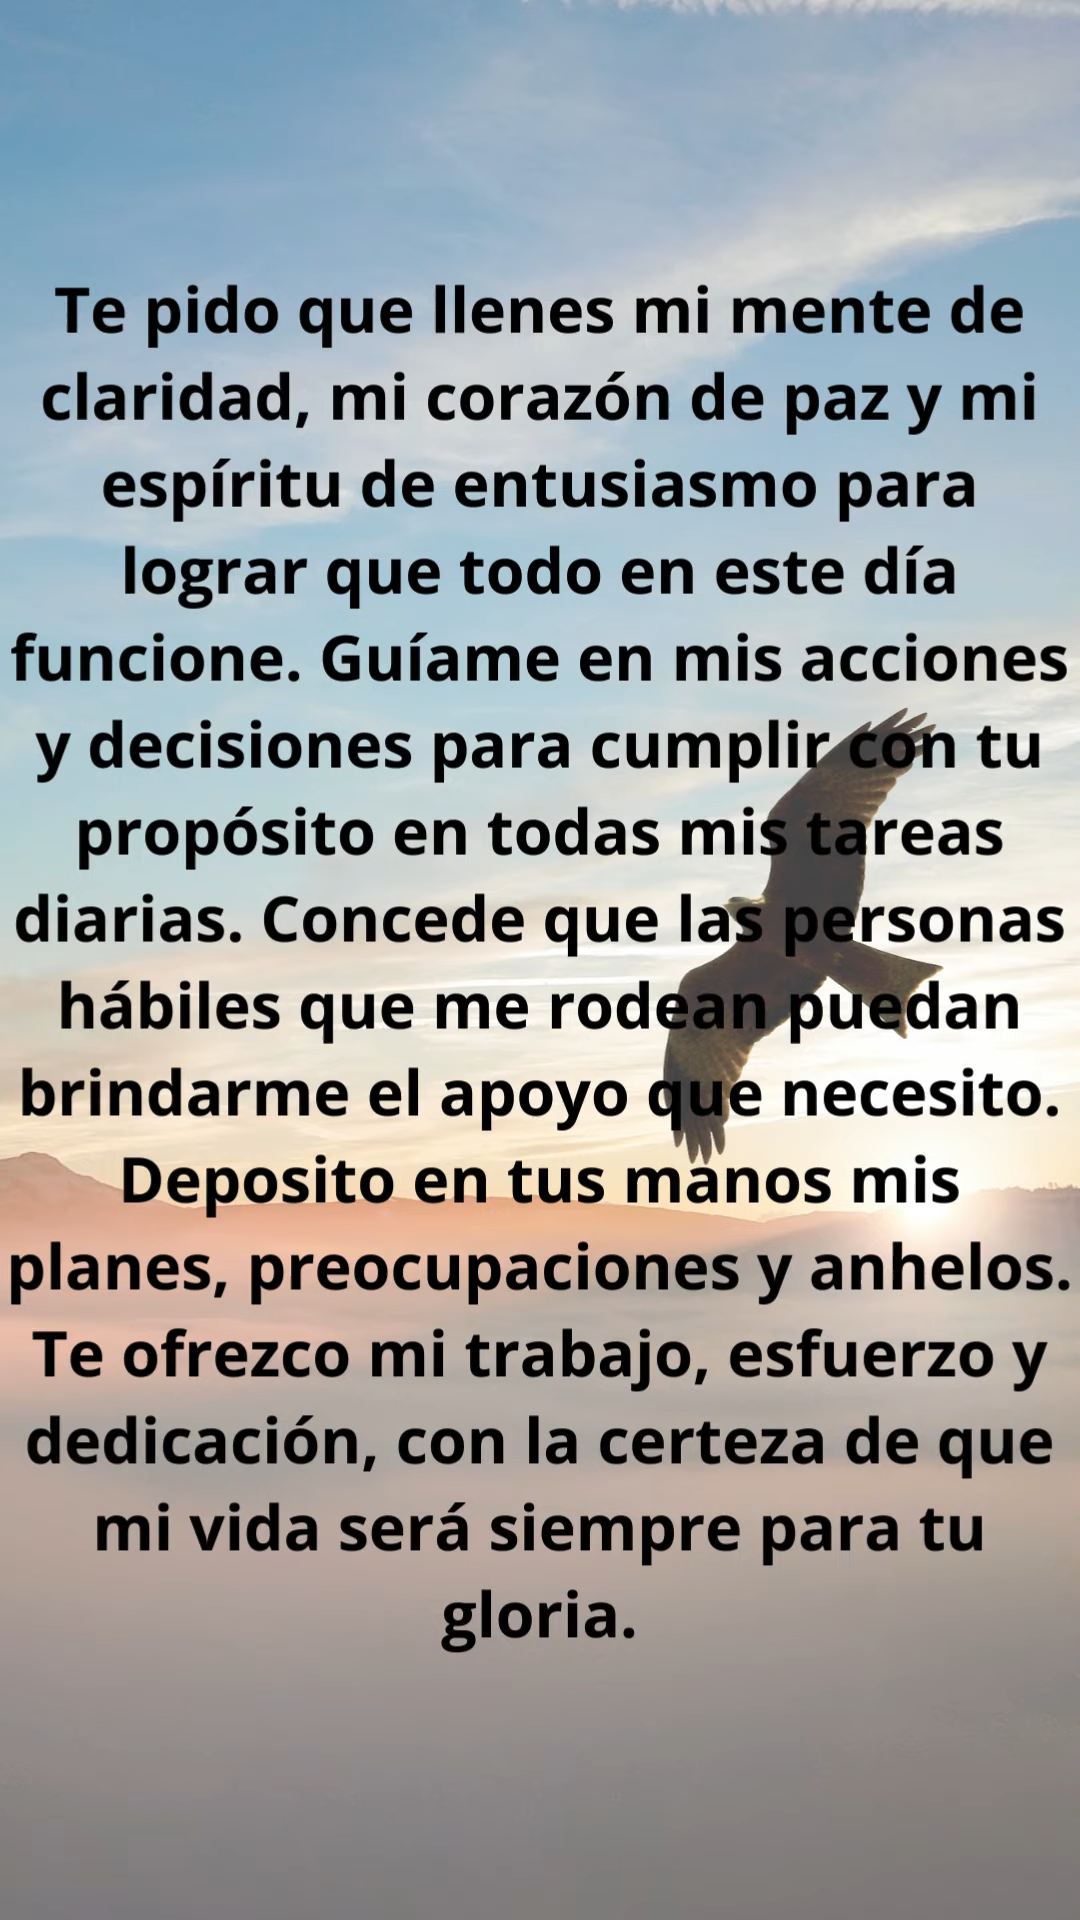 Te pido que llenes mi mente de
claridad, mi corazón de paz y mi
espíritu de entusiasmo para
lograr que todo en este día
funcione. Guíame en mis acciones
y decisiones para cumplir con tu
propósito en todas mis tareas
diarias. Concede que las personas
hábiles que me rodean puedan
brindarme el apoyo que necesito.
Deposito en tus manos mis
planes, preocupaciones y anhelos.
Te ofrezco mi trabajo, esfuerzo y
dedicación, con la certeza de que
mi vida será siempre para tu
gloria.